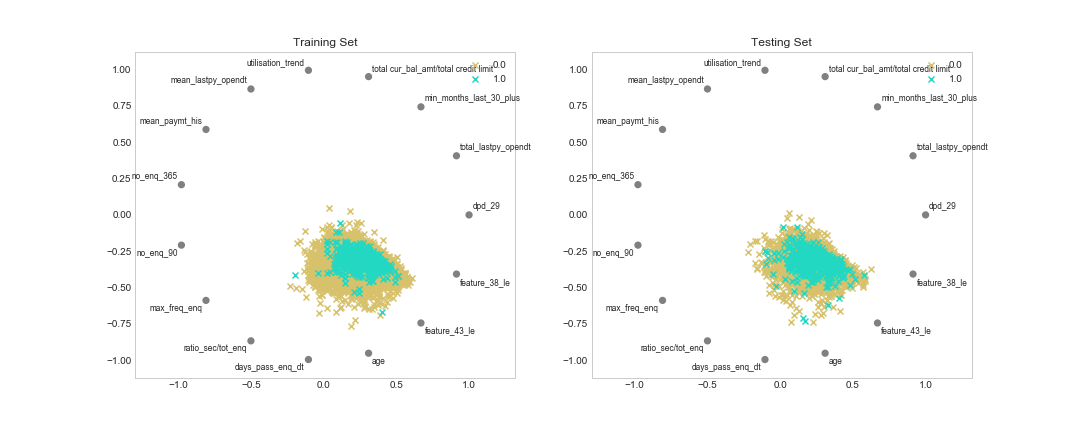 Training Set
utilisation_trend
total cur_bal_amt/total credit limit
mean_lastpy_opendt
min_months_last_30_plus
mean_paymt_his
total_lastpy_opendt
no_enq_365
dpd_29
no_enq_90
feature_38_le
max_freq_enq
feature_43_le
ratio_sec/tot_enq
age
days_pass_enq_dt
0.0
1.0
1.00
0.75
0.50
0.25
0.00
−0.25
−0.50
−0.75
−1.00
−1.0
−0.5
0.0
0.5
1.0
Testing Set
utilisation_trend
total cur_bal_amt/total credit limit
mean_lastpy_opendt
min_months_last_30_plus
mean_paymt_his
total_lastpy_opendt
no_enq_365
dpd_29
no_enq_90
feature_38_le
max_freq_enq
feature_43_le
ratio_sec/tot_enq
age
days_pass_enq_dt
0.0
1.0
1.00
0.75
0.50
0.25
0.00
−0.25
−0.50
−0.75
−1.00
−1.0
−0.5
0.0
0.5
1.0